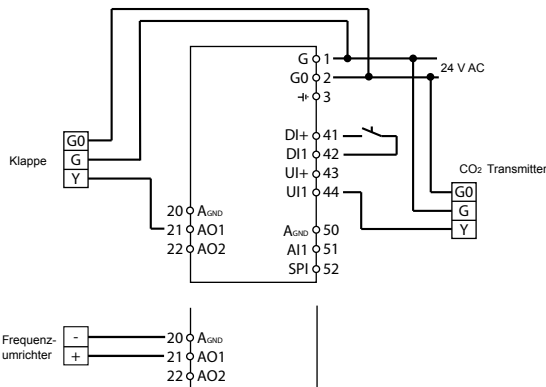 G 1
G0 2
24 V AC
3
DI+ 41
DI1 42
UI+ 43
UI1 44
G0
G
Y
Klappe
CO2 Transmitter
G0
G
Y
20 AGND
21 AO1
22 AO2
AGND 50
AI1 51
SPI 52
Frequenz-
umrichter
-
+
20 AGND
21 AO1
22 AO2